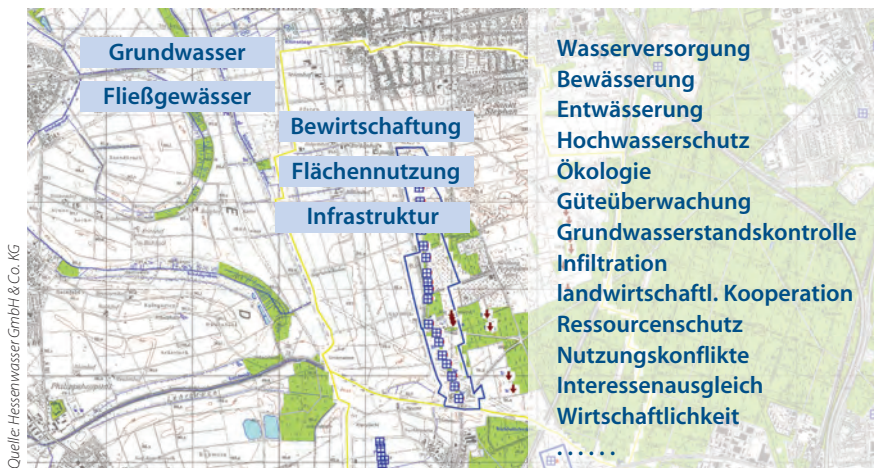 Grundwasser
Fließgewässer
Bewirtschaftung
Flächennutzung
Infrastruktur
Wasserversorgung
Bewässerung
Entwässerung
Hochwasserschutz
Ökologie
Güteüberwachung
Grundwasserstandskontrolle
Infiltration
landwirtschaftl. Kooperation
Ressourcenschutz
Nutzungskonflikte
Interessenausgleich
Wirtschaftlichkeit
. . . . . .
Quelle: Hessenwasser GmbH & Co. KG